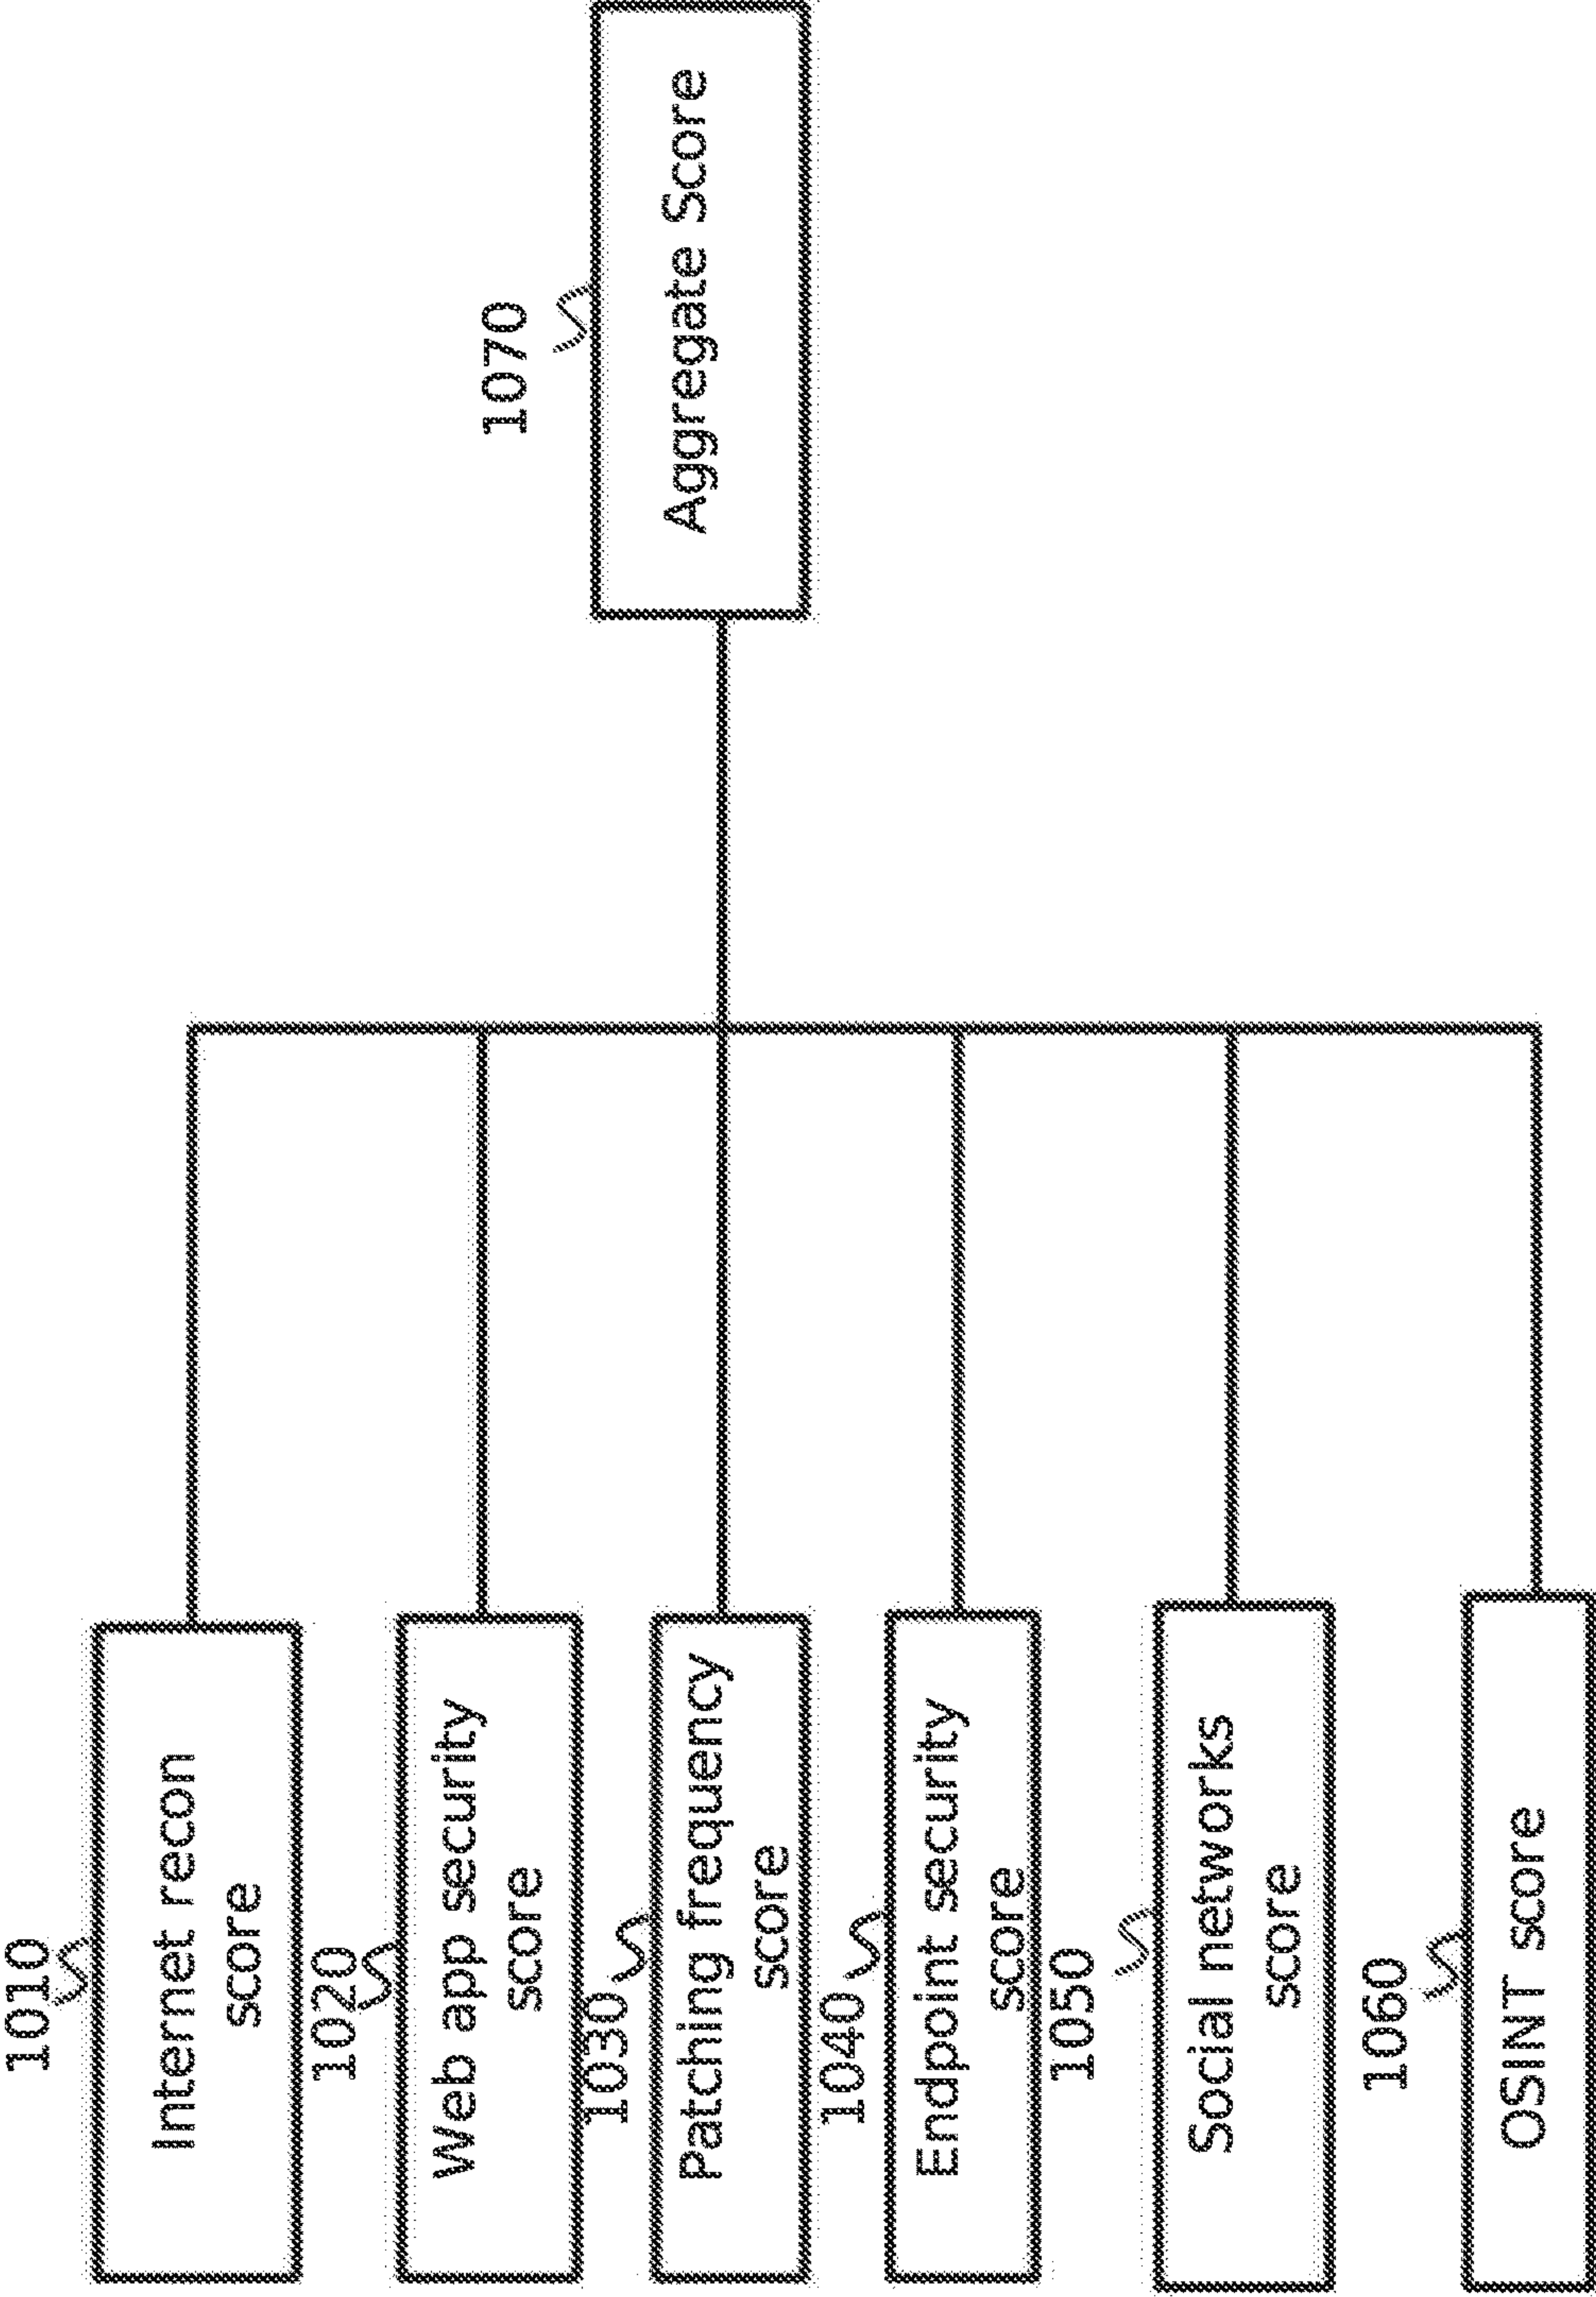 1010
Internet recon
score
1020
Web app security
score
1030
Patching frequency
score
1040
Endpoint security
score
1050
Social networks
score
1060
OSINT score
1070
Aggregate Score